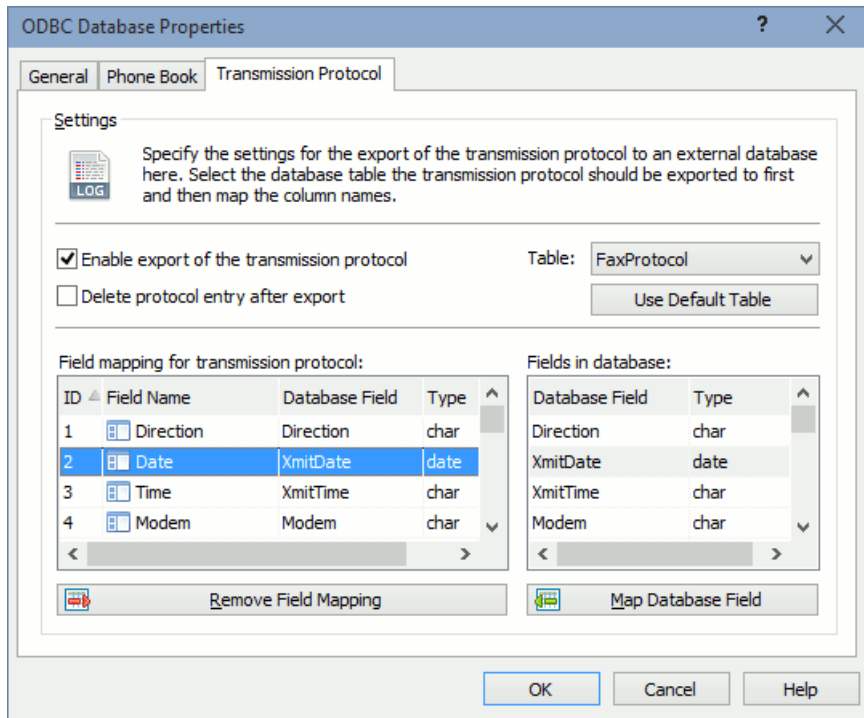 ODBC Database Properties ?
General Phone Book Transmission Protocol
Settings
Specify the settings for the export of the transmission protocol to an external database
here. Select the database table the transmission protocol should be exported to first
and then map the column names.
LOG
Enable export of the transmission protocol Table: FaxProtocol
Delete protocol entry after export Use Default Table
Field mapping for transmission protocol: Fields in database:
ID Field Name Database Field Type Database Field Type
1 Direction Direction char Direction char
2 Date XmitDate date XmitDate date
3 Time XmitTime char XmitTime char
4 Modem Modem char Modem char
Remove Field Mapping Map Database Field
OK Cancel Help